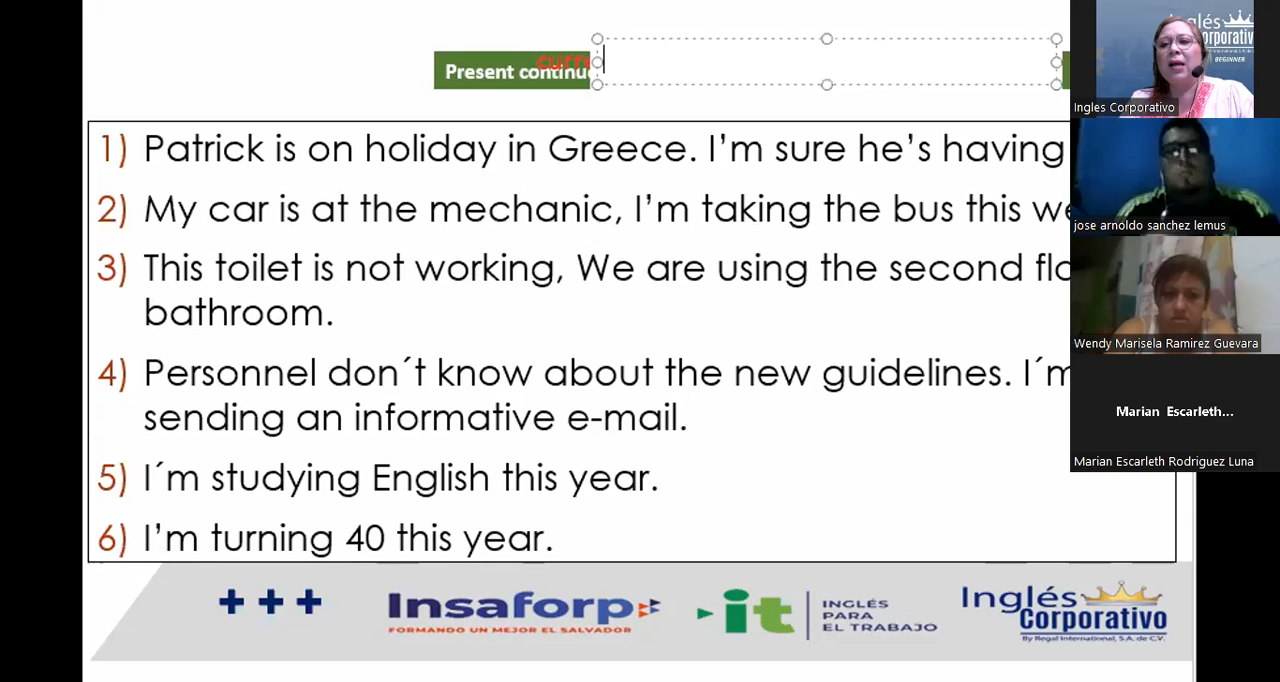 curr
Present continu
1) Patrick is on holiday in Greece. I'm sure he's having
2) My car is at the mechanic, I'm taking the bus this we
3) This toilet is not working, We are using the second flo
bathroom.
4) Personnel don´t know about the new guidelines. I´m
sending an informative e-mail.
5) I´m studying English this year.
6) I'm turning 40 this year.
+++
Insaforp
FORMANDO UN MEJOR EL SALVADOR
it
INGLÉS
PARA
EL TRABAJO
Inglés
Corporativo
By Regal International, S.A. de C.V.
Inglés
orporativ
BEGINNER
Ingles Corporativo
jose arnoldo sanchez lemus
Wendy Marisela Ramirez Guevara
Marian Escarleth...
Marian Escarleth Rodriguez Luna